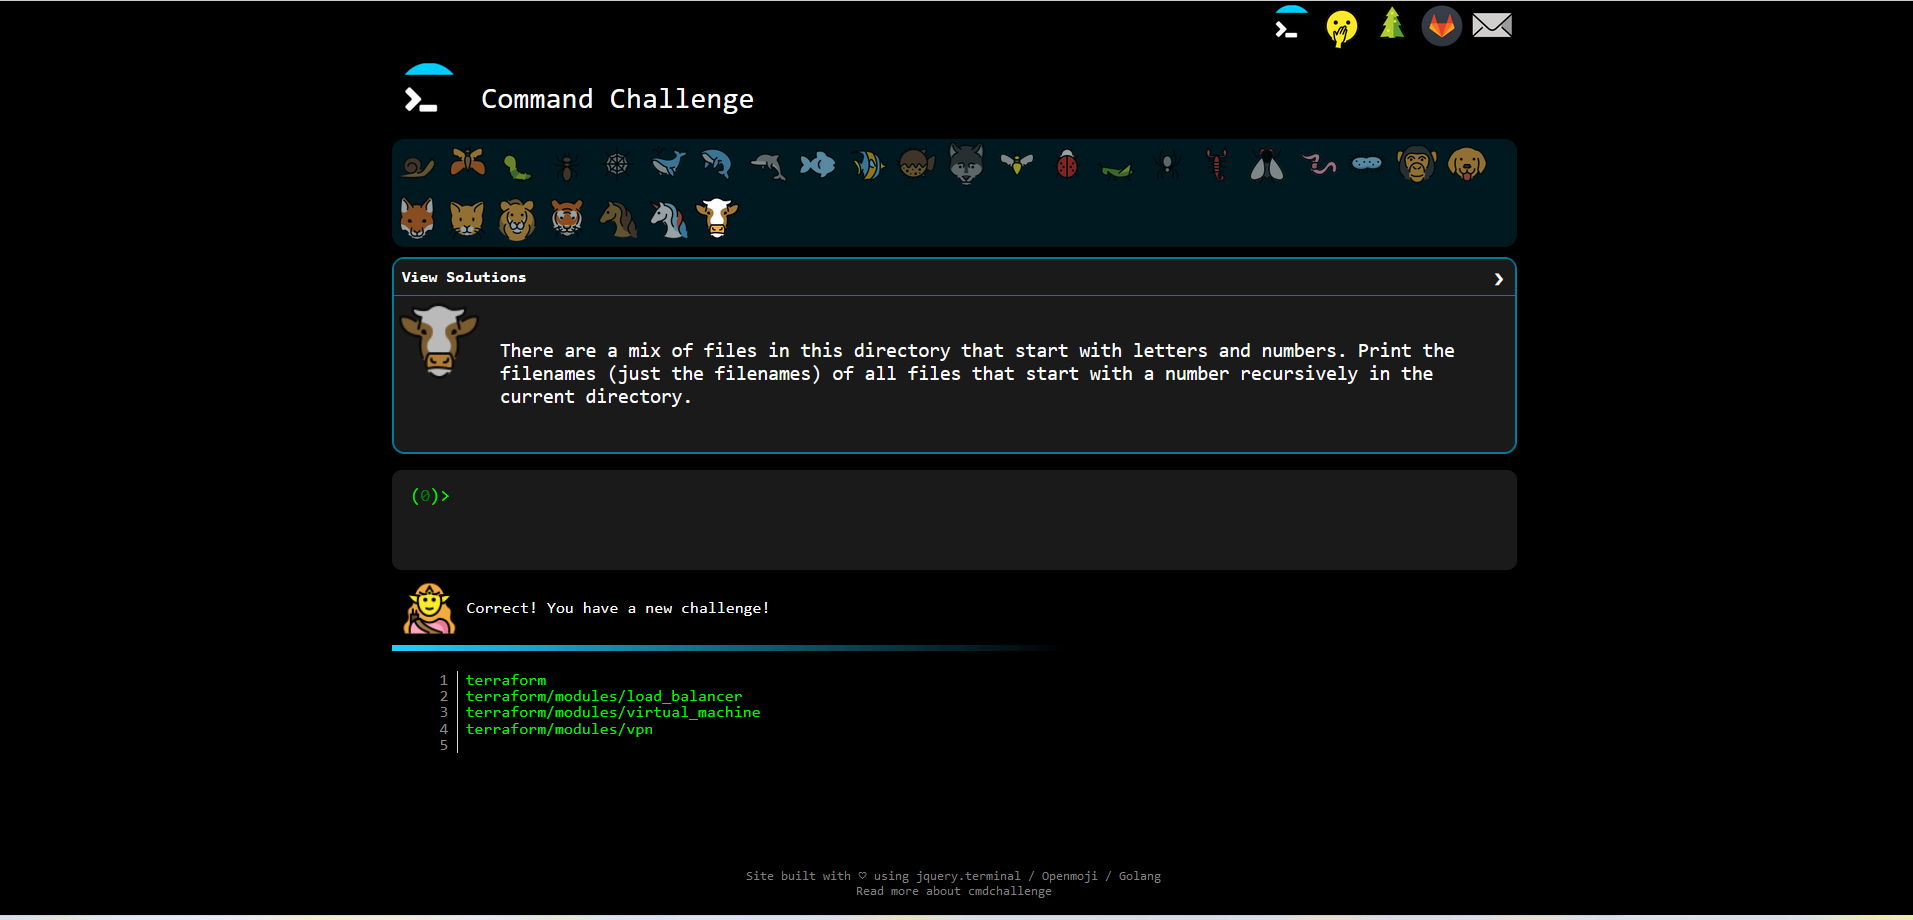 Command Challenge
View Solutions ❯
There are a mix of files in this directory that start with letters and numbers. Print the
filenames (just the filenames) of all files that start with a number recursively in the
current directory.
(0)>
Correct! You have a new challenge!
1 terraform
2 terraform/modules/load_balancer
3 terraform/modules/virtual_machine
4 terraform/modules/vpn
5
Site built with ♡ using jquery.terminal / Openmoji / Golang
Read more about cmdchallenge